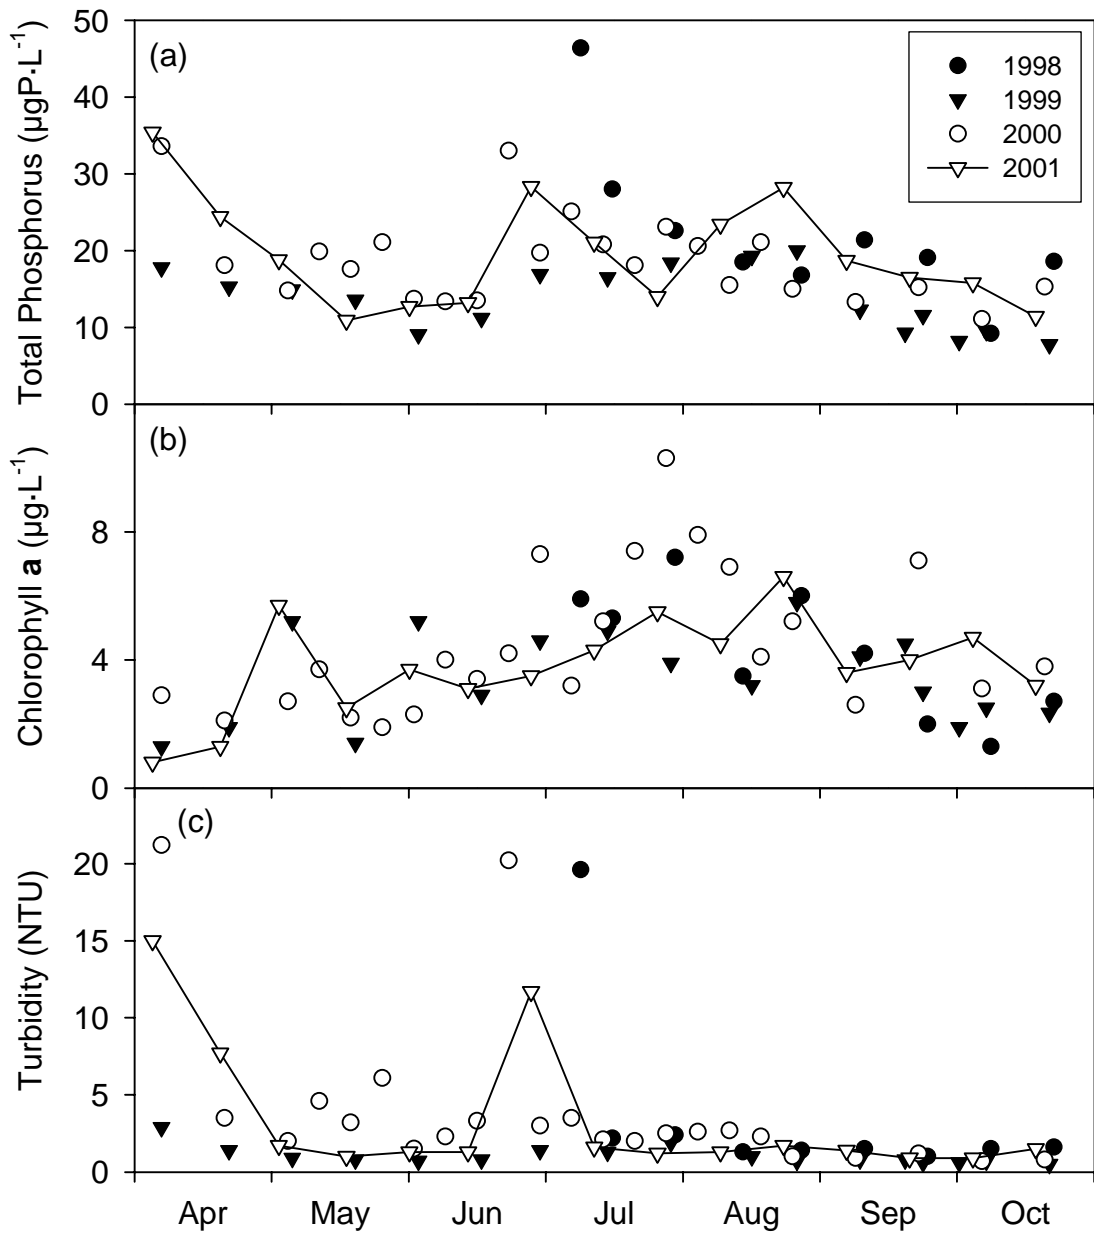 (a)
Total Phosphorus (µgP·L⁻¹)
50
40
30
20
10
0
1998
1999
2000
2001
(b)
Chlorophyll a (µg·L⁻¹)
8
4
0
(c)
Turbidity (NTU)
20
15
10
5
0
Apr May Jun Jul Aug Sep Oct